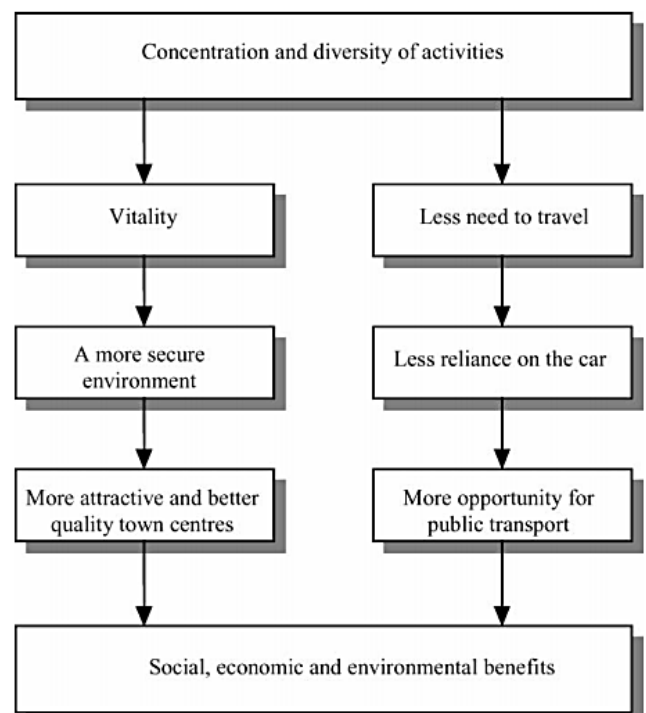 Concentration and diversity of activities
Vitality
Less need to travel
A more secure
environment
Less reliance on the car
More attractive and better
quality town centres
More opportunity for
public transport
Social, economic and environmental benefits